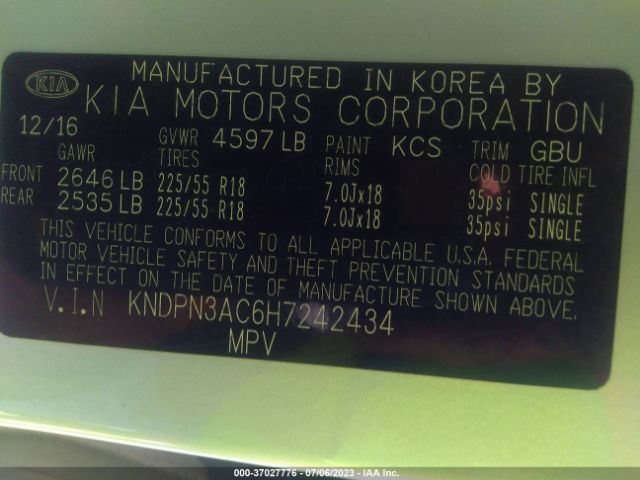 KIA
MANUFACTURED IN KOREA BY
KIA MOTORS CORPORATION
12/16 GVWR 4597 LB PAINT KCS TRIM GBU
GAWR TIRES RIMS COLD TIRE INFL
FRONT 2646 LB 225/55 R18 7.0Jx18 35psi SINGLE
REAR 2535 LB 225/55 R18 7.0Jx18 35psi SINGLE
THIS VEHICLE CONFORMS TO ALL APPLICABLE U.S.A. FEDERAL
MOTOR VEHICLE SAFETY AND THEFT PREVENTION STANDARDS
IN EFFECT ON THE DATE OF MANUFACTURE SHOWN ABOVE.
V.I.N KNDPN3AC6H7242434
MPV
000-37027776 - 07/06/2023 - IAA Inc.